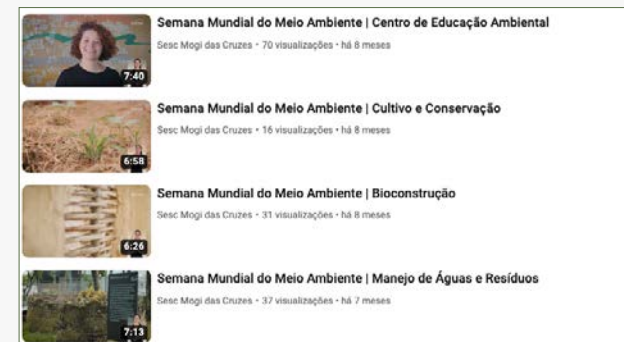 Semana Mundial do Meio Ambiente | Centro de Educação Ambiental
Sesc Mogi das Cruzes • 70 visualizações • há 8 meses
7:40
Semana Mundial do Meio Ambiente | Cultivo e Conservação
Sesc Mogi das Cruzes • 16 visualizações • há 8 meses
6:58
Semana Mundial do Meio Ambiente | Bioconstrução
Sesc Mogi das Cruzes • 31 visualizações • há 8 meses
6:26
Semana Mundial do Meio Ambiente | Manejo de Águas e Resíduos
Sesc Mogi das Cruzes • 37 visualizações • há 7 meses
7:13